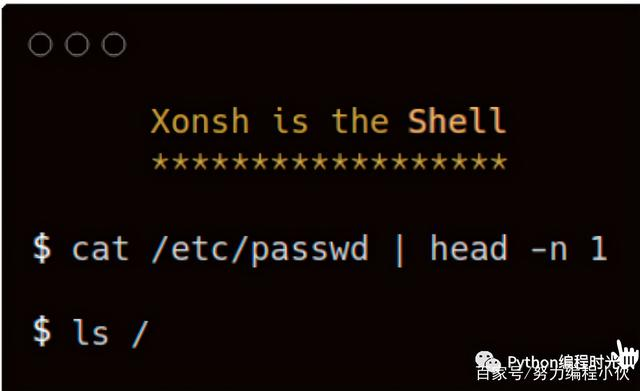 Xonsh is the Shell
******************
$ cat /etc/passwd | head -n 1
$ ls /
Python编程时光
百家号/努力编程小伙